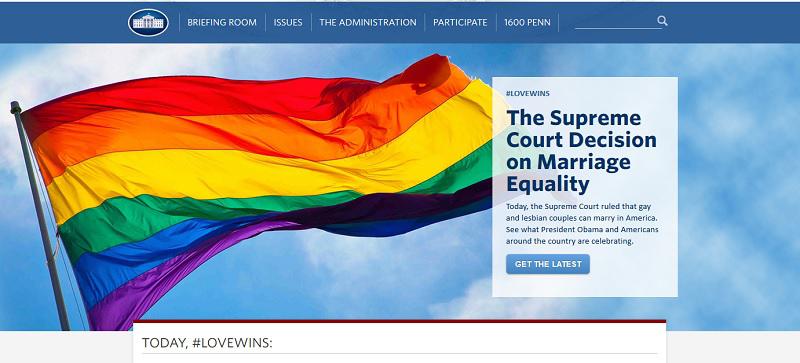 BRIEFING ROOM ISSUES THE ADMINISTRATION PARTICIPATE 1600 PENN
#LOVEWINS
The Supreme
Court Decision
on Marriage
Equality
Today, the Supreme Court ruled that gay
and lesbian couples can marry in America.
See what President Obama and Americans
around the country are celebrating.
GET THE LATEST
TODAY, #LOVEWINS: